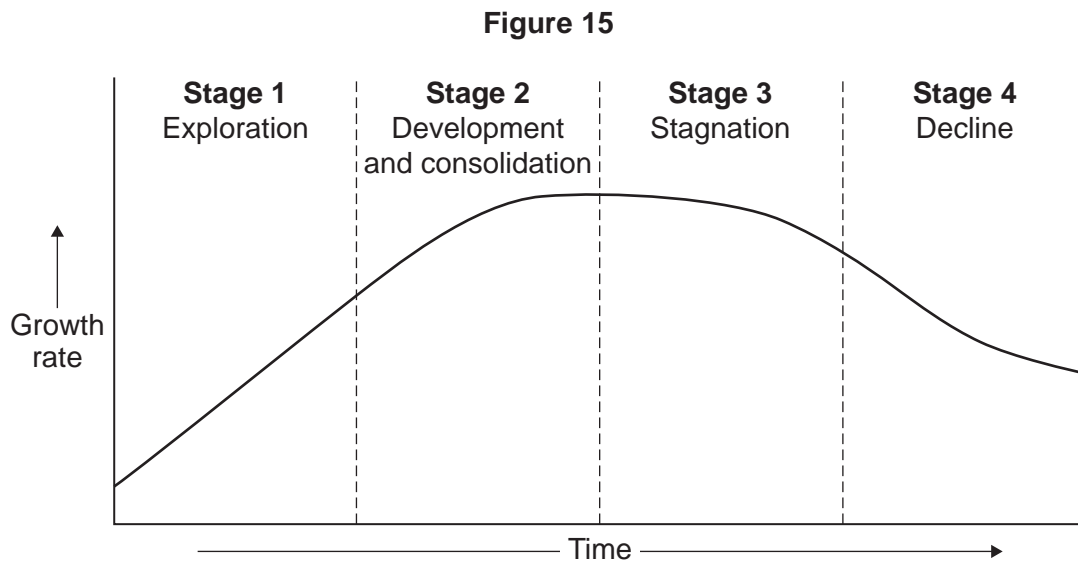 Figure 15
Stage 1
Exploration
Stage 2
Development
and consolidation
Stage 3
Stagnation
Stage 4
Decline
Growth
rate
Time